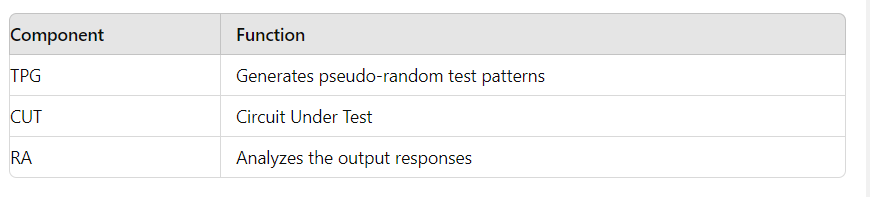 Component Function
TPG Generates pseudo-random test patterns
CUT Circuit Under Test
RA Analyzes the output responses